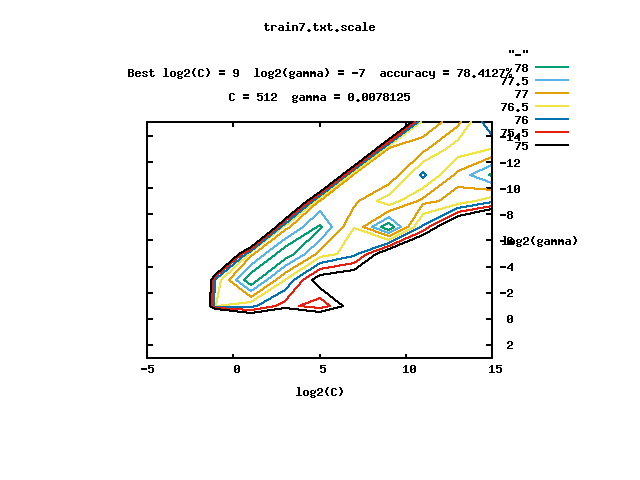 train7.txt.scale
"-"
Best log2(C) = 9  log2(gamma) = -7  accuracy = 78.4127%
78
77.5
C = 512  gamma = 0.0078125
77
76.5
76
75.5
75
-14
-12
-10
-8
-6
log2(gamma)
-4
-2
0
2
-5 0 5 10 15
log2(C)